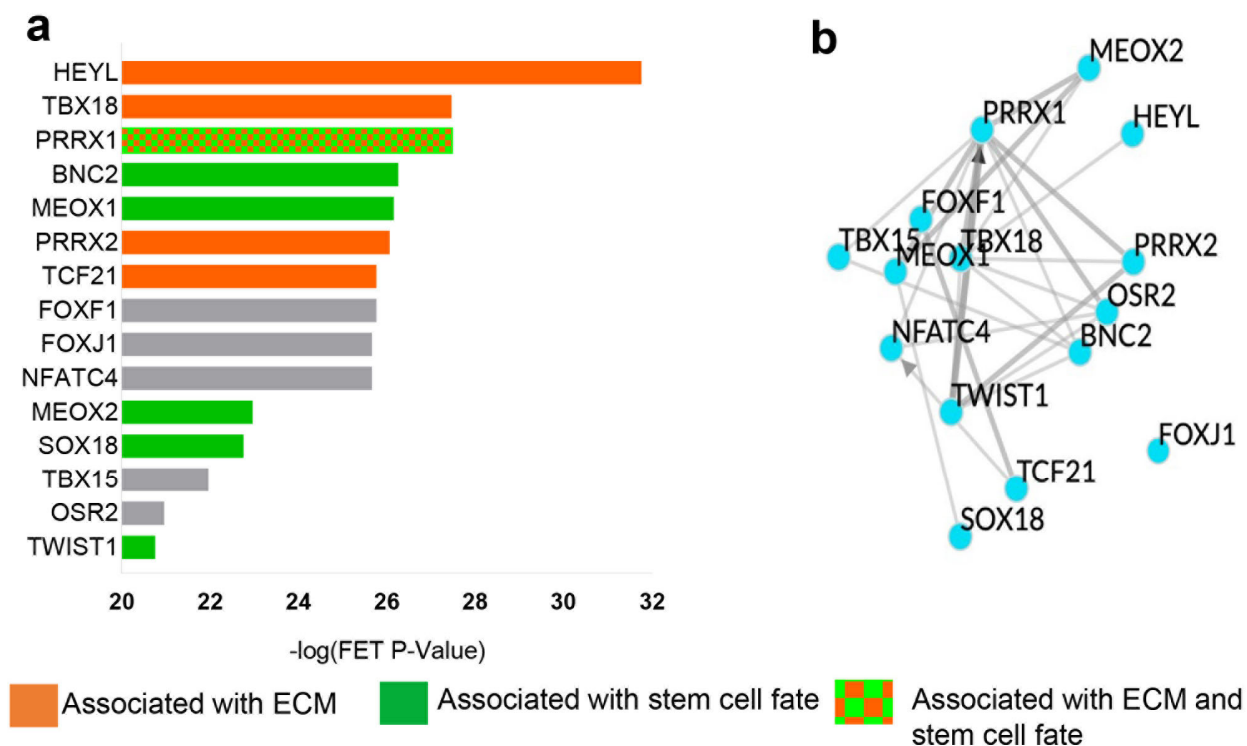 a
HEYL
TBX18
PRRX1
BNC2
MEOX1
PRRX2
TCF21
FOXF1
FOXJ1
NFATC4
MEOX2
SOX18
TBX15
OSR2
TWIST1
20 22 24 26 28 30 32
-log(FET P-Value)
b
MEOX2
PRRX1
HEYL
FOXF1
TBX15
TBX18
MEOX1
PRRX2
OSR2
NFATC4
BNC2
TWIST1
FOXJ1
TCF21
SOX18
Associated with ECM
Associated with stem cell fate
Associated with ECM and
stem cell fate